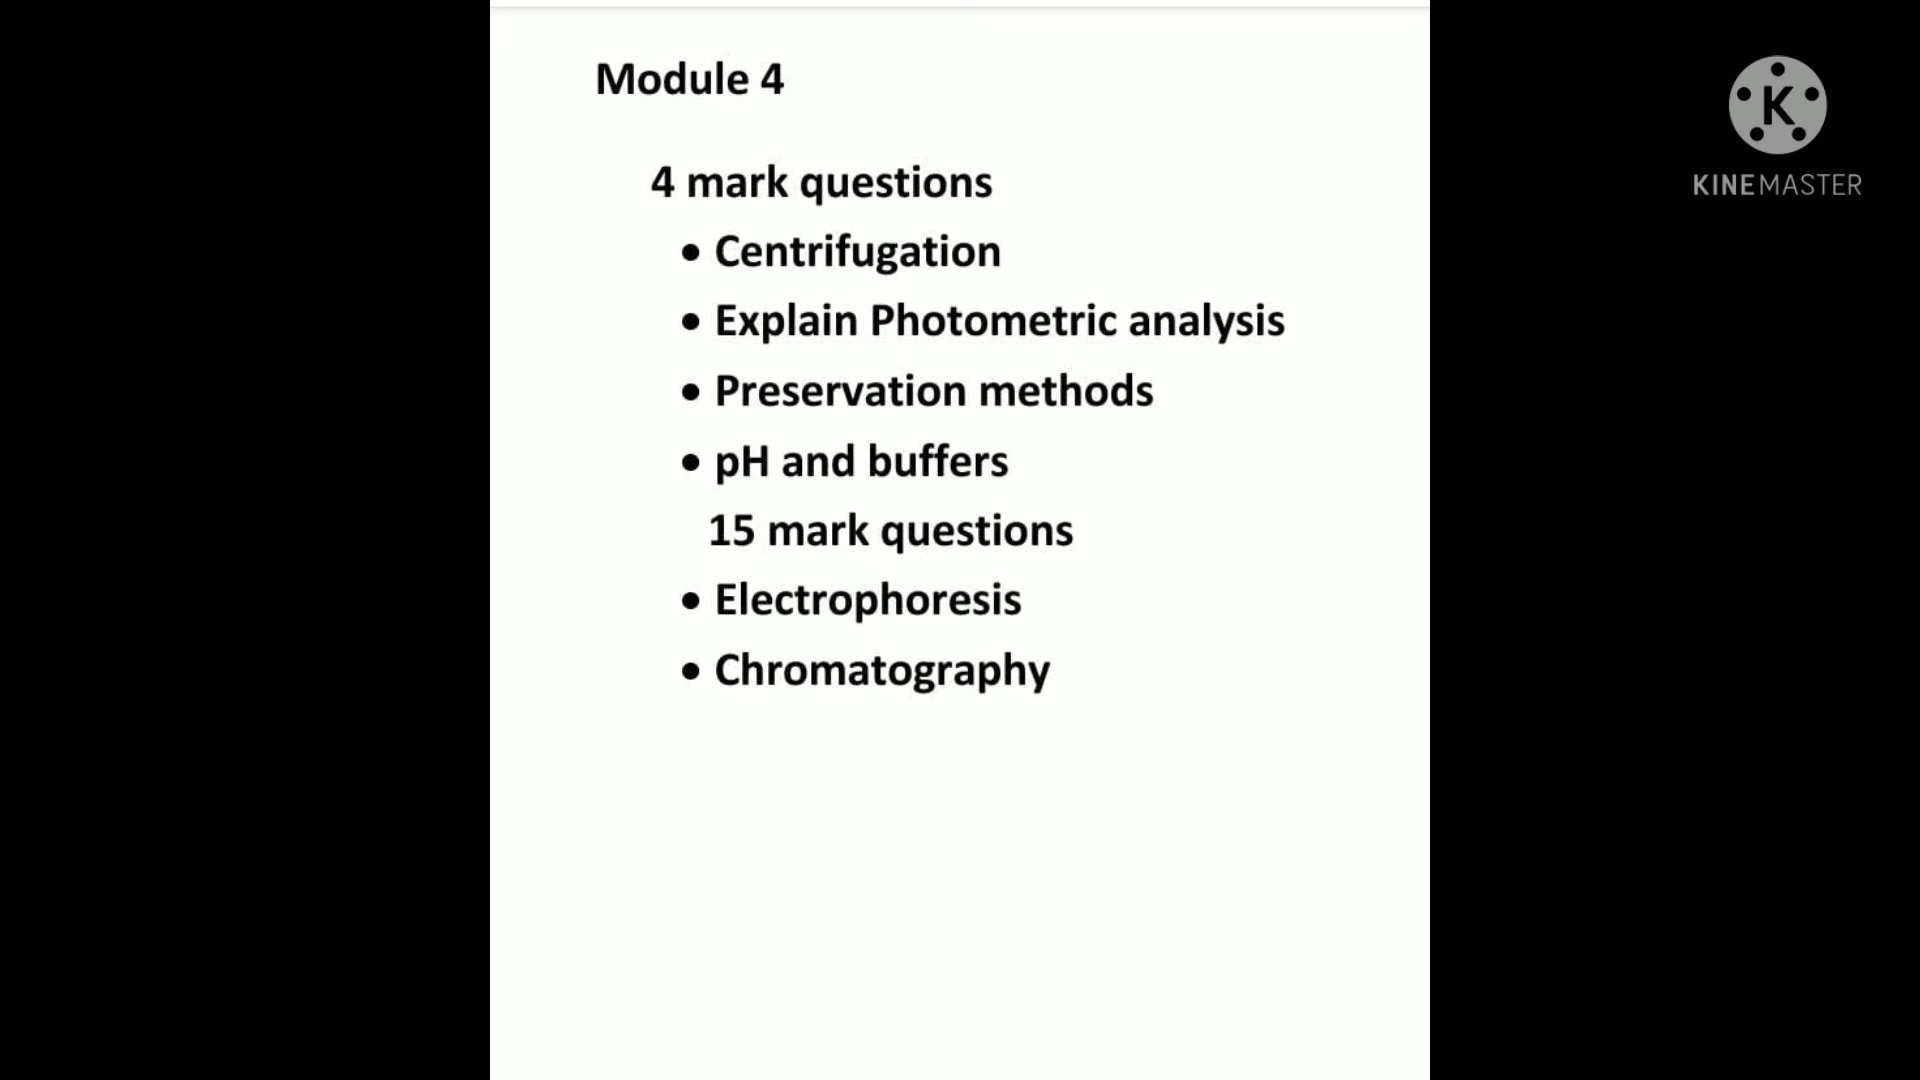 Module 4
4 mark questions
• Centrifugation
• Explain Photometric analysis
• Preservation methods
• pH and buffers
15 mark questions
• Electrophoresis
• Chromatography
K
KINEMASTER